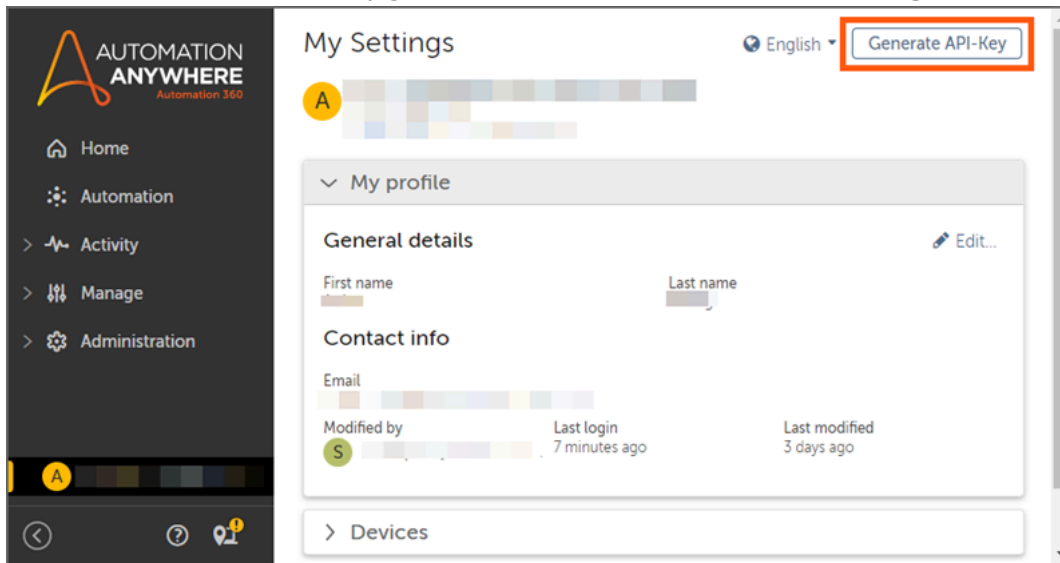 AUTOMATION
ANYWHERE
Automation 360
Home
Automation
Activity
Manage
Administration
A
My Settings
English
Generate API-Key
A
My profile
General details
Edit...
First name
Last name
Contact info
Email
Modified by
Last login
Last modified
S
7 minutes ago
3 days ago
Devices